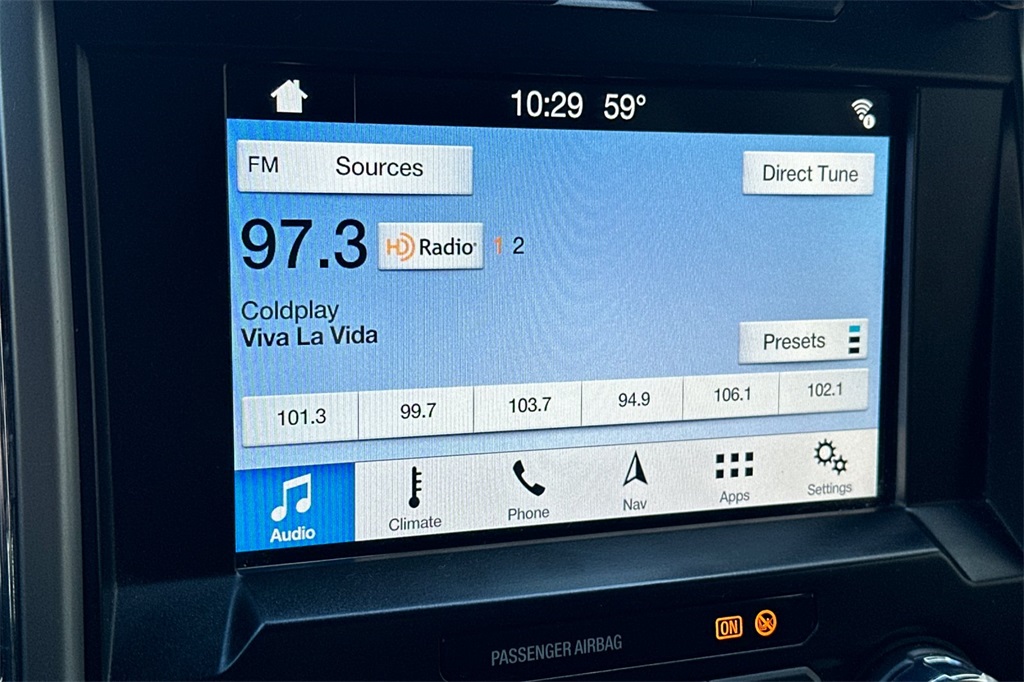 10:29 59°
FM Sources
Direct Tune
97.3 HD Radio 1 2
Coldplay
Viva La Vida
Presets
101.3 99.7 103.7 94.9 106.1 102.1
Audio Climate Phone Nav Apps Settings
PASSENGER AIRBAG ON